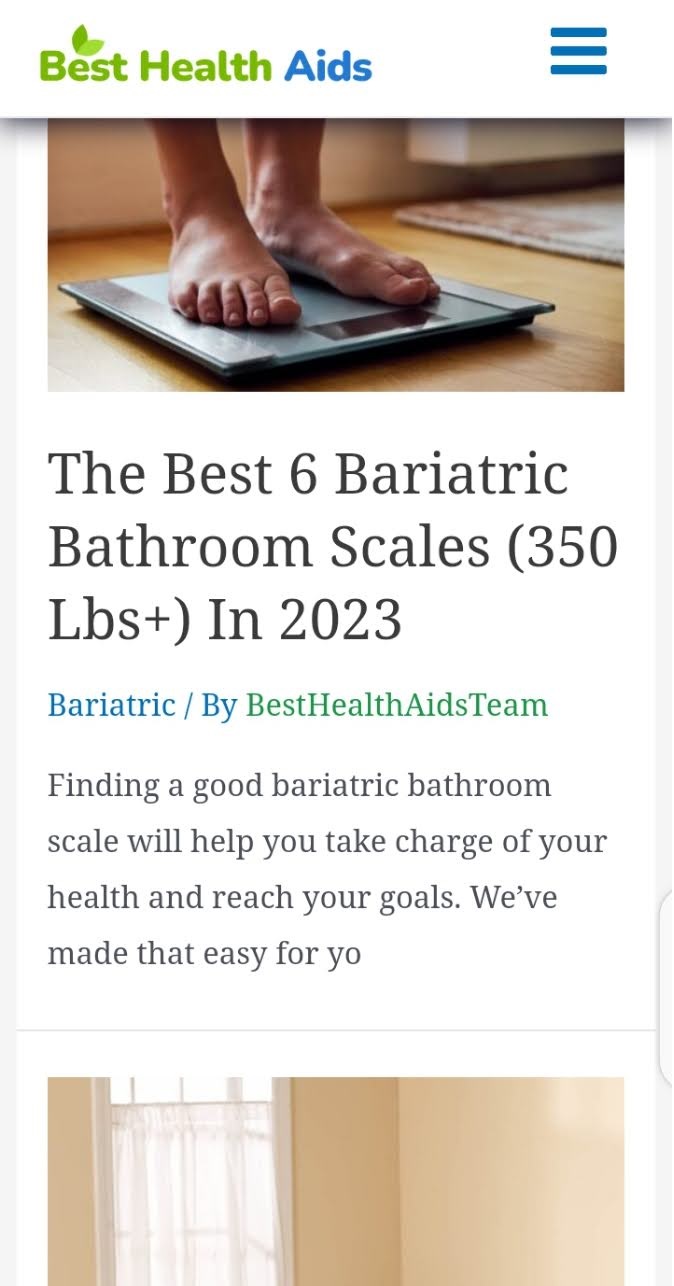 Best Health Aids
The Best 6 Bariatric
Bathroom Scales (350
Lbs+) In 2023
Bariatric / By BestHealthAidsTeam
Finding a good bariatric bathroom
scale will help you take charge of your
health and reach your goals. We’ve
made that easy for yo